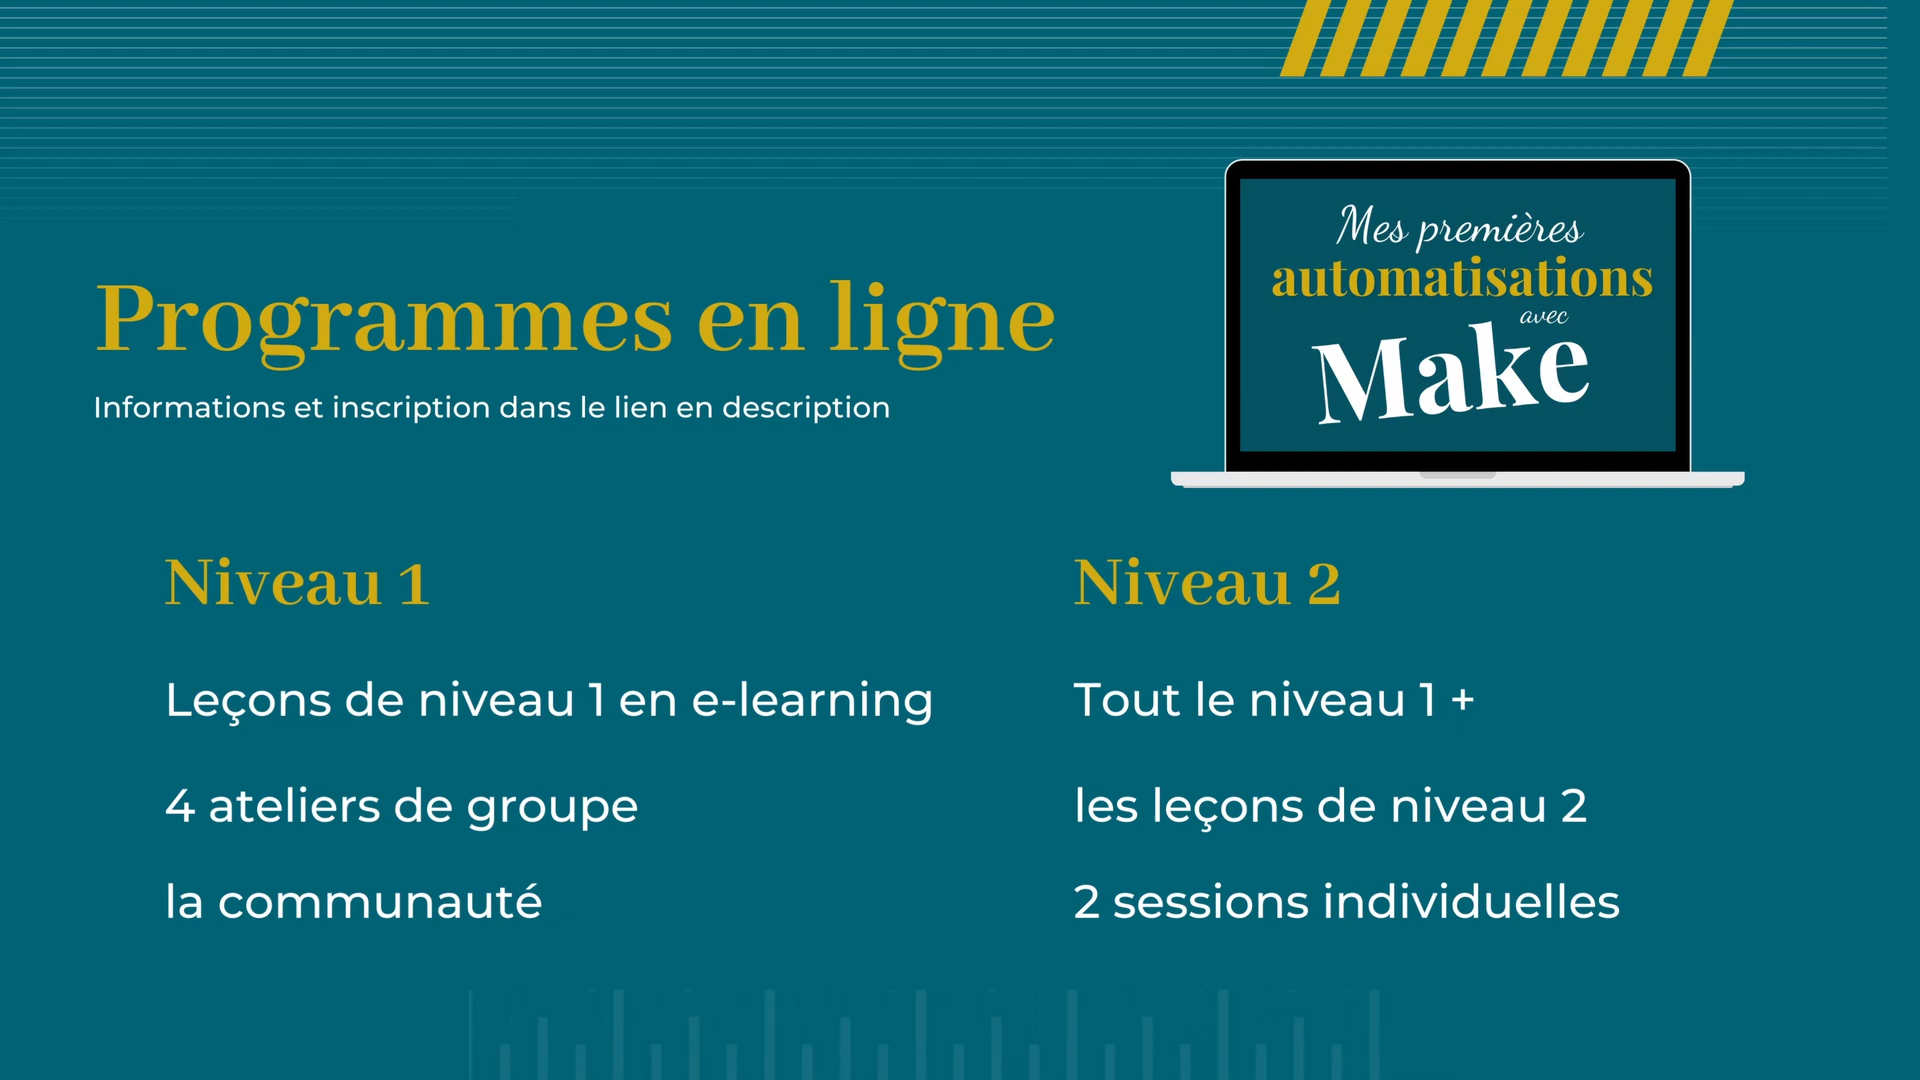 Mes premières
automatisations
avec
Make
Programmes en ligne
Informations et inscription dans le lien en description
Niveau 1
Leçons de niveau 1 en e-learning
4 ateliers de groupe
la communauté
Niveau 2
Tout le niveau 1 +
les leçons de niveau 2
2 sessions individuelles